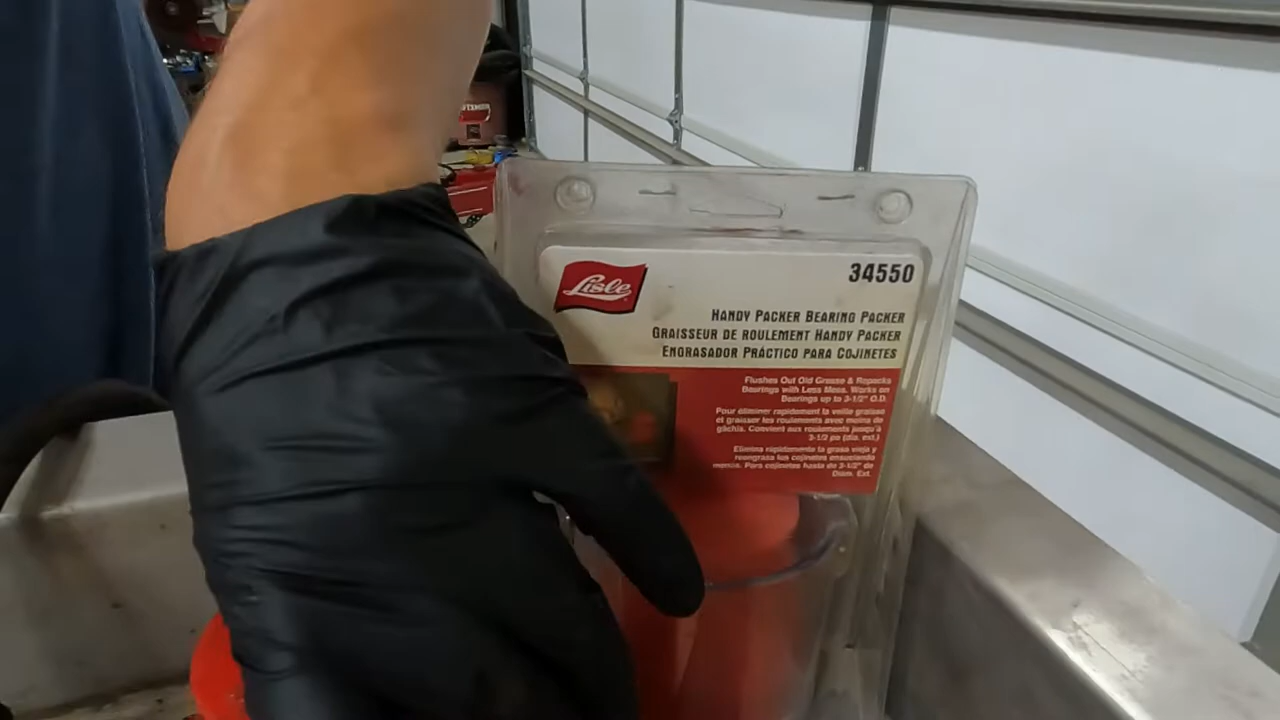 Lisle
34550
HANDY PACKER BEARING PACKER
GRAISSEUR DE ROULEMENT HANDY PACKER
ENGRASADOR PRÁCTICO PARA COJINETES
Flushes Out Old Grease & Repacks
Bearings with Less Mess. Works on
Bearings up to 3-1/2" O.D.
Pour éliminer rapidement la veille graisse
et graisser les roulements avec moins de
gâchis. Convient aux roulements jusqu'à
3-1/2 po (dia. ext.)
Elimina rapidamente la grasa vieja y
reengrasa los cojinetes ensuciando
menos. Para cojinetes hasta de 3-1/2" de
Diám. Ext.